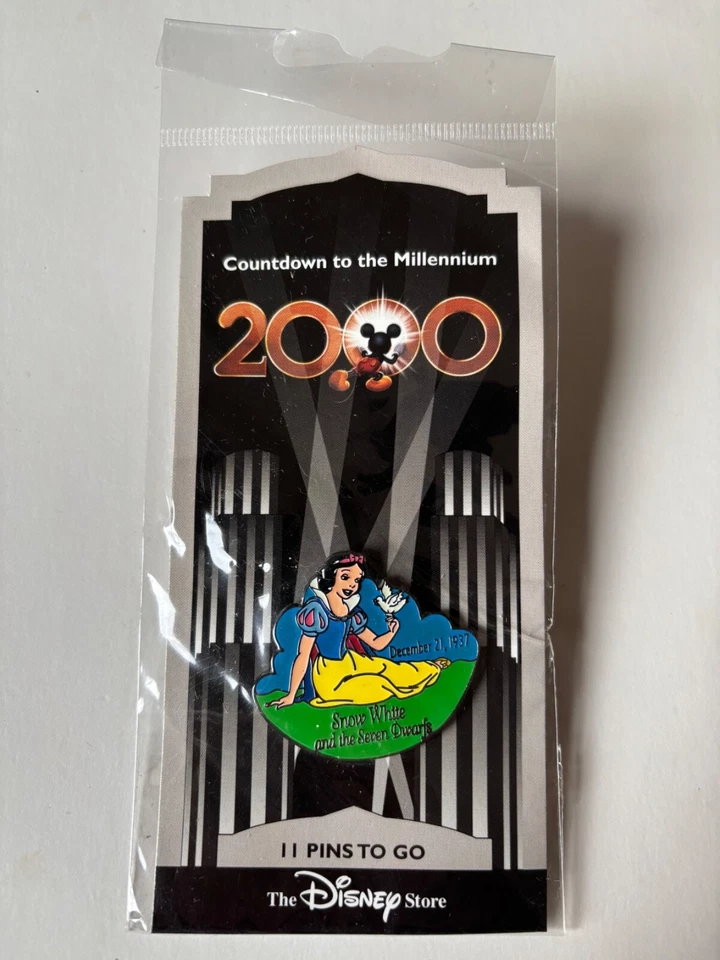 Countdown to the Millennium
2000
December 21, 1937
Snow White
and the Seven Dwarfs
11 PINS TO GO
The Disney Store